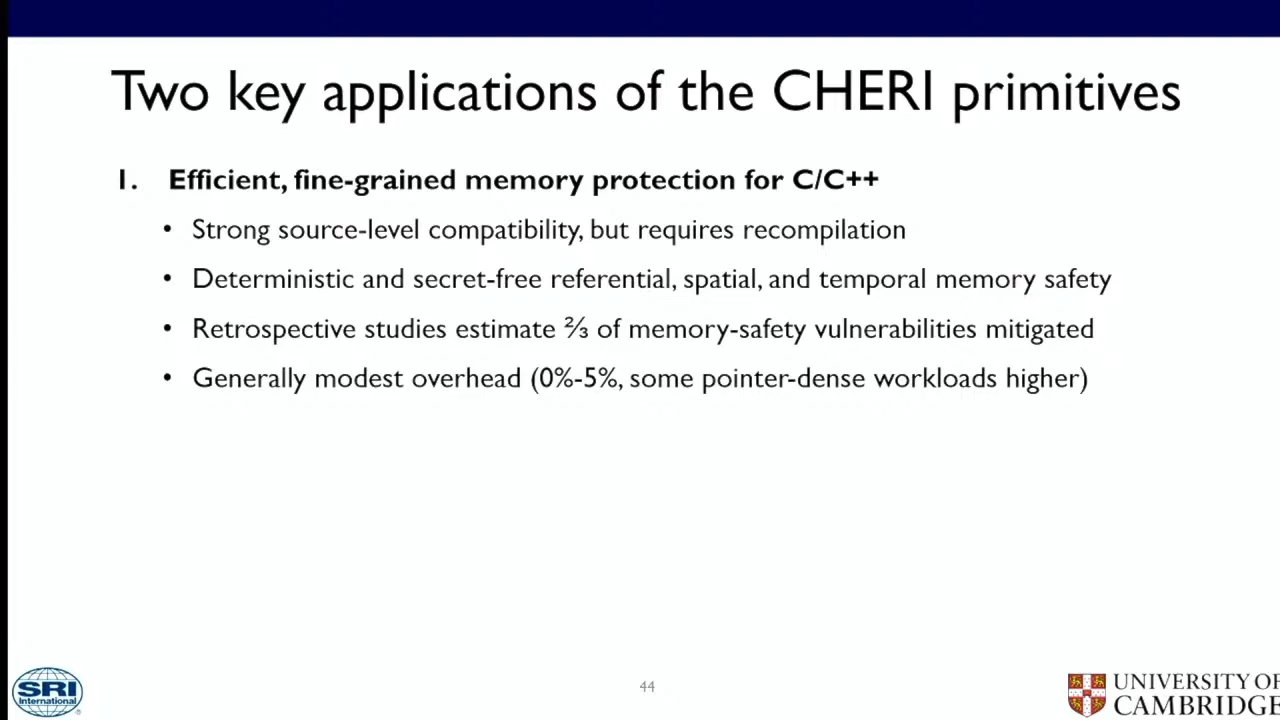 Two key applications of the CHERI primitives
1. Efficient, fine-grained memory protection for C/C++
• Strong source-level compatibility, but requires recompilation
• Deterministic and secret-free referential, spatial, and temporal memory safety
• Retrospective studies estimate ⅔ of memory-safety vulnerabilities mitigated
• Generally modest overhead (0%-5%, some pointer-dense workloads higher)
SRI
International
44
UNIVERSITY OF
CAMBRIDGE